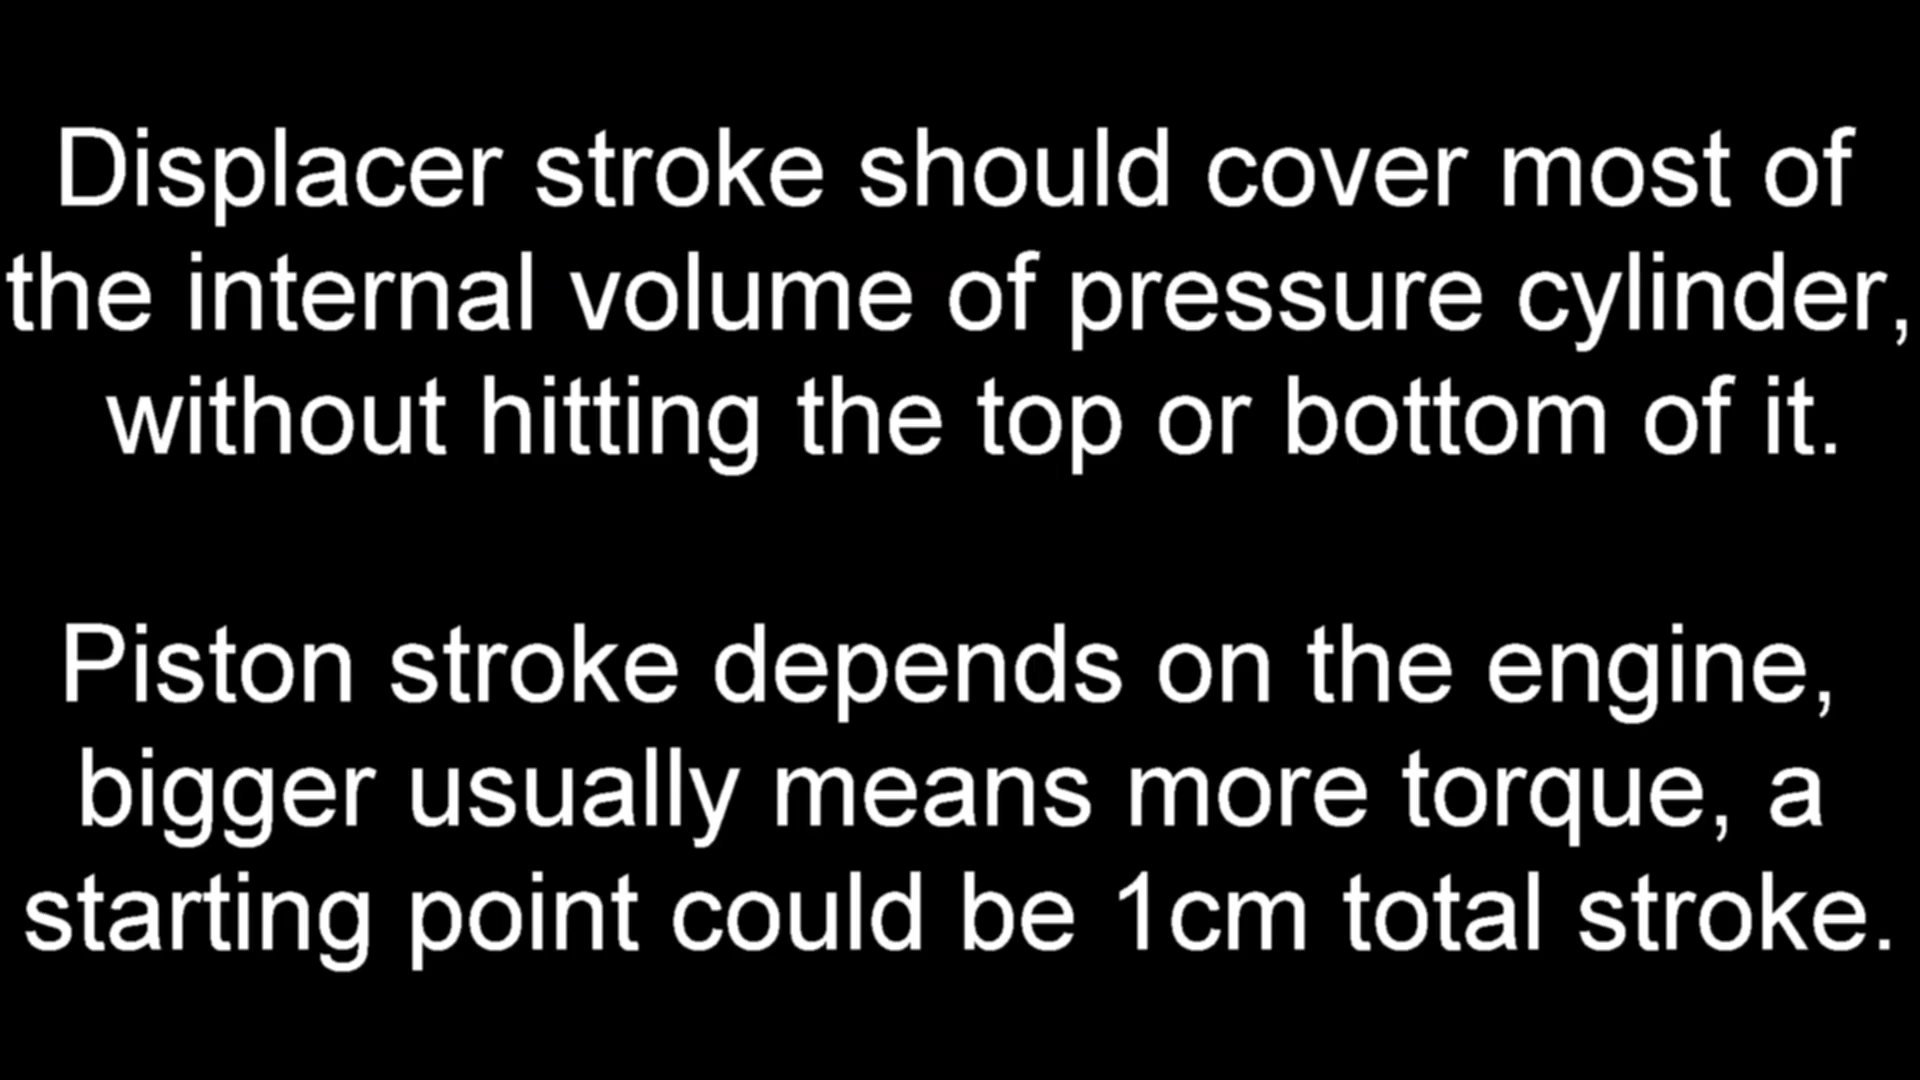 Displacer stroke should cover most of
the internal volume of pressure cylinder,
without hitting the top or bottom of it.
Piston stroke depends on the engine,
bigger usually means more torque, a
starting point could be 1cm total stroke.